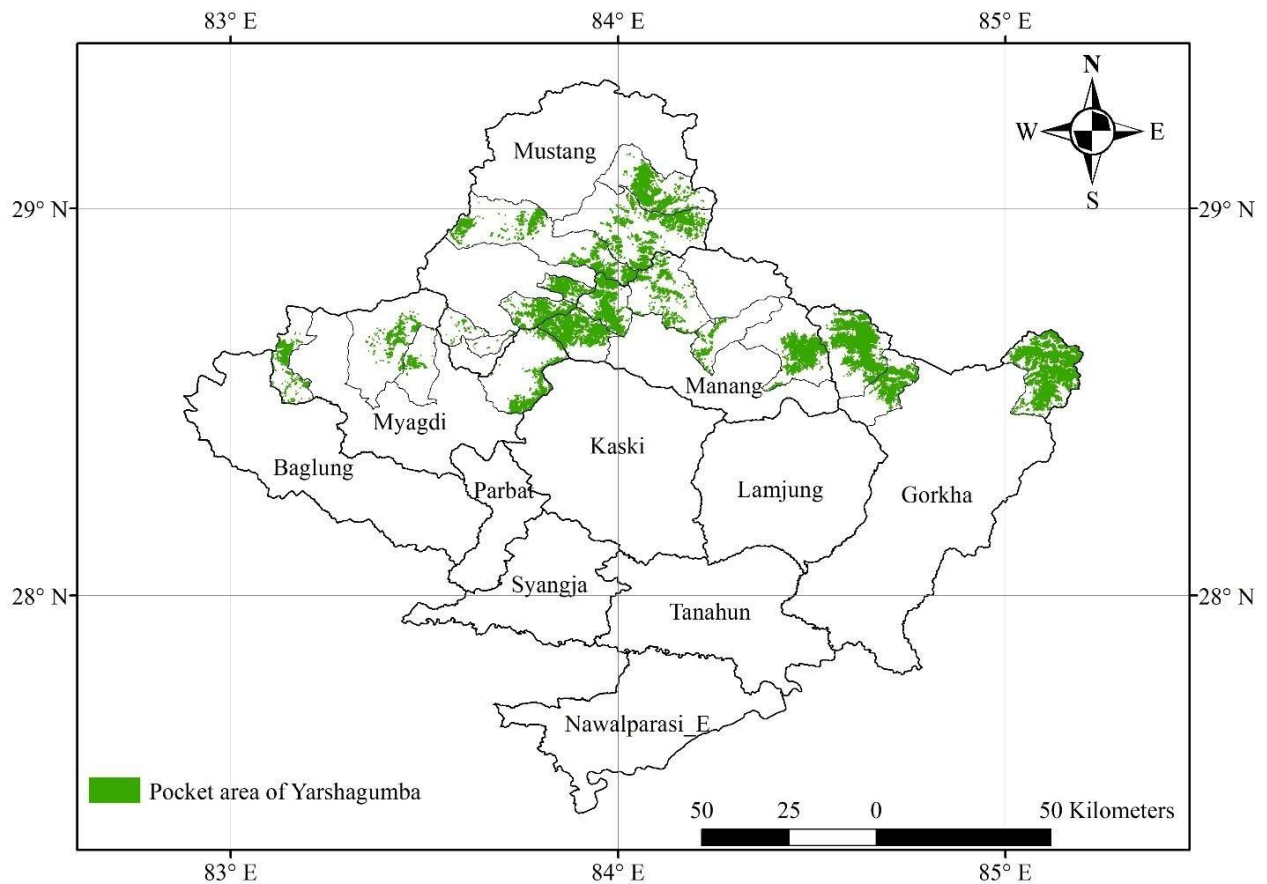 83° E 84° E 85° E
N
W E
S
Mustang
29° N 29° N
Manang
Myagdi
Kaski
Baglung
Parbat
Lamjung
Gorkha
Syangja
28° N 28° N
Tanahun
Nawalparasi_E
Pocket area of Yarshagumba
50 25 0 50 Kilometers
83° E 84° E 85° E